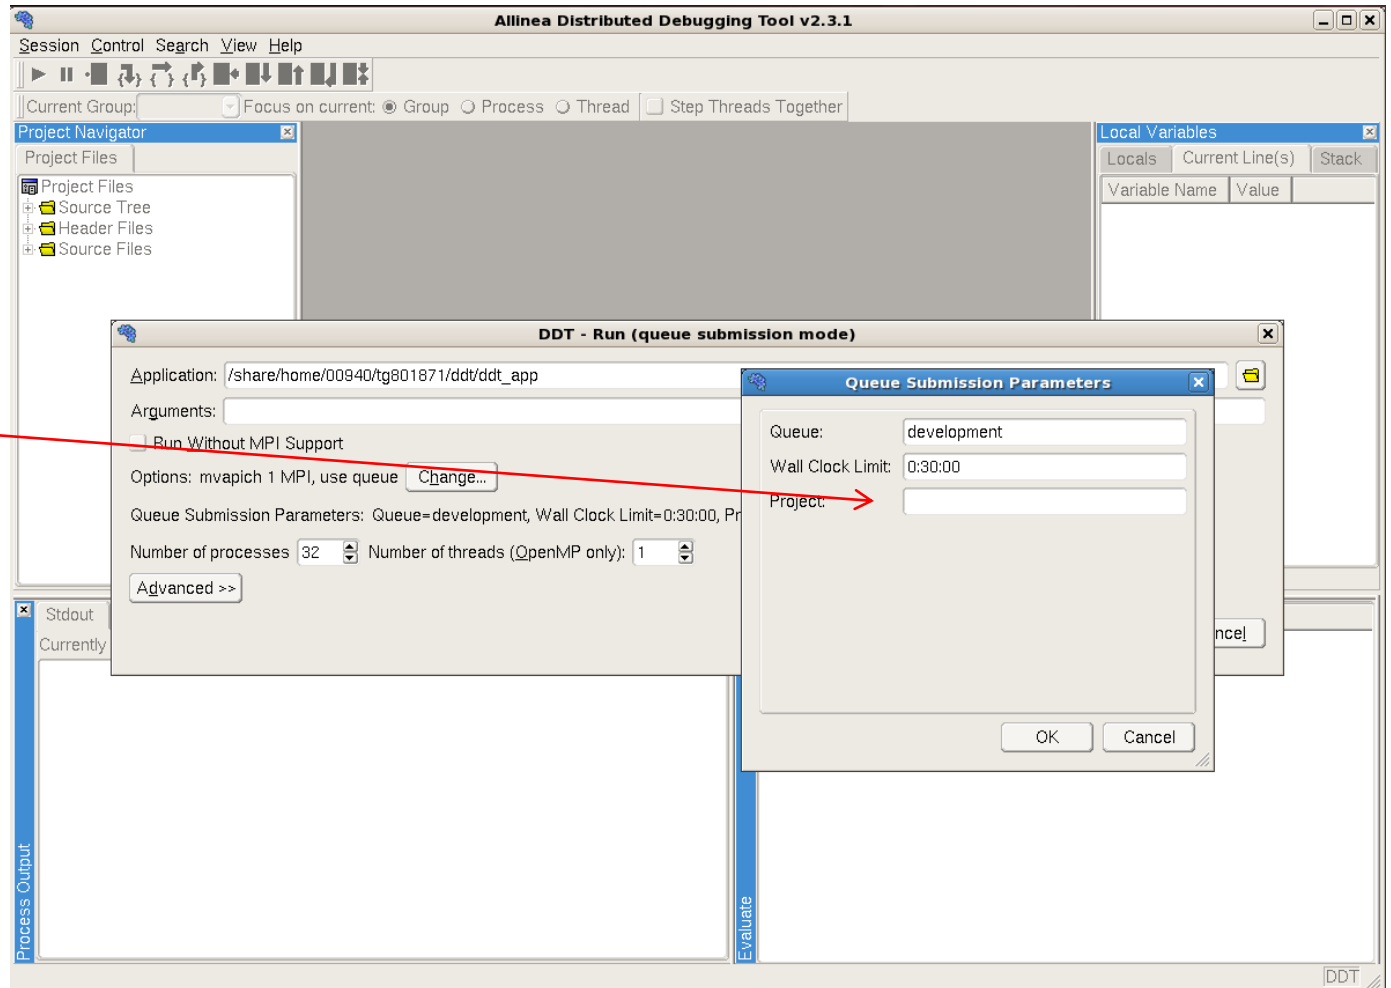 Allinea Distributed Debugging Tool v2.3.1
Session Control Search View Help
Current Group: Focus on current: Group Process Thread Step Threads Together
Project Navigator
Project Files
Project Files
Source Tree
Header Files
Source Files
Local Variables
Locals Current Line(s) Stack
Variable Name Value
DDT - Run (queue submission mode)
Application: /share/home/00940/tg801871/ddt/ddt_app
Arguments:
Run Without MPI Support
Options: mvapich 1 MPI, use queue Change...
Queue Submission Parameters: Queue=development, Wall Clock Limit=0:30:00, Pr
Number of processes 32 Number of threads (OpenMP only): 1
Advanced >>
ncel
Queue Submission Parameters
Queue: development
Wall Clock Limit: 0:30:00
Project:
OK Cancel
Stdout
Currently
Process Output
Evaluate
DDT